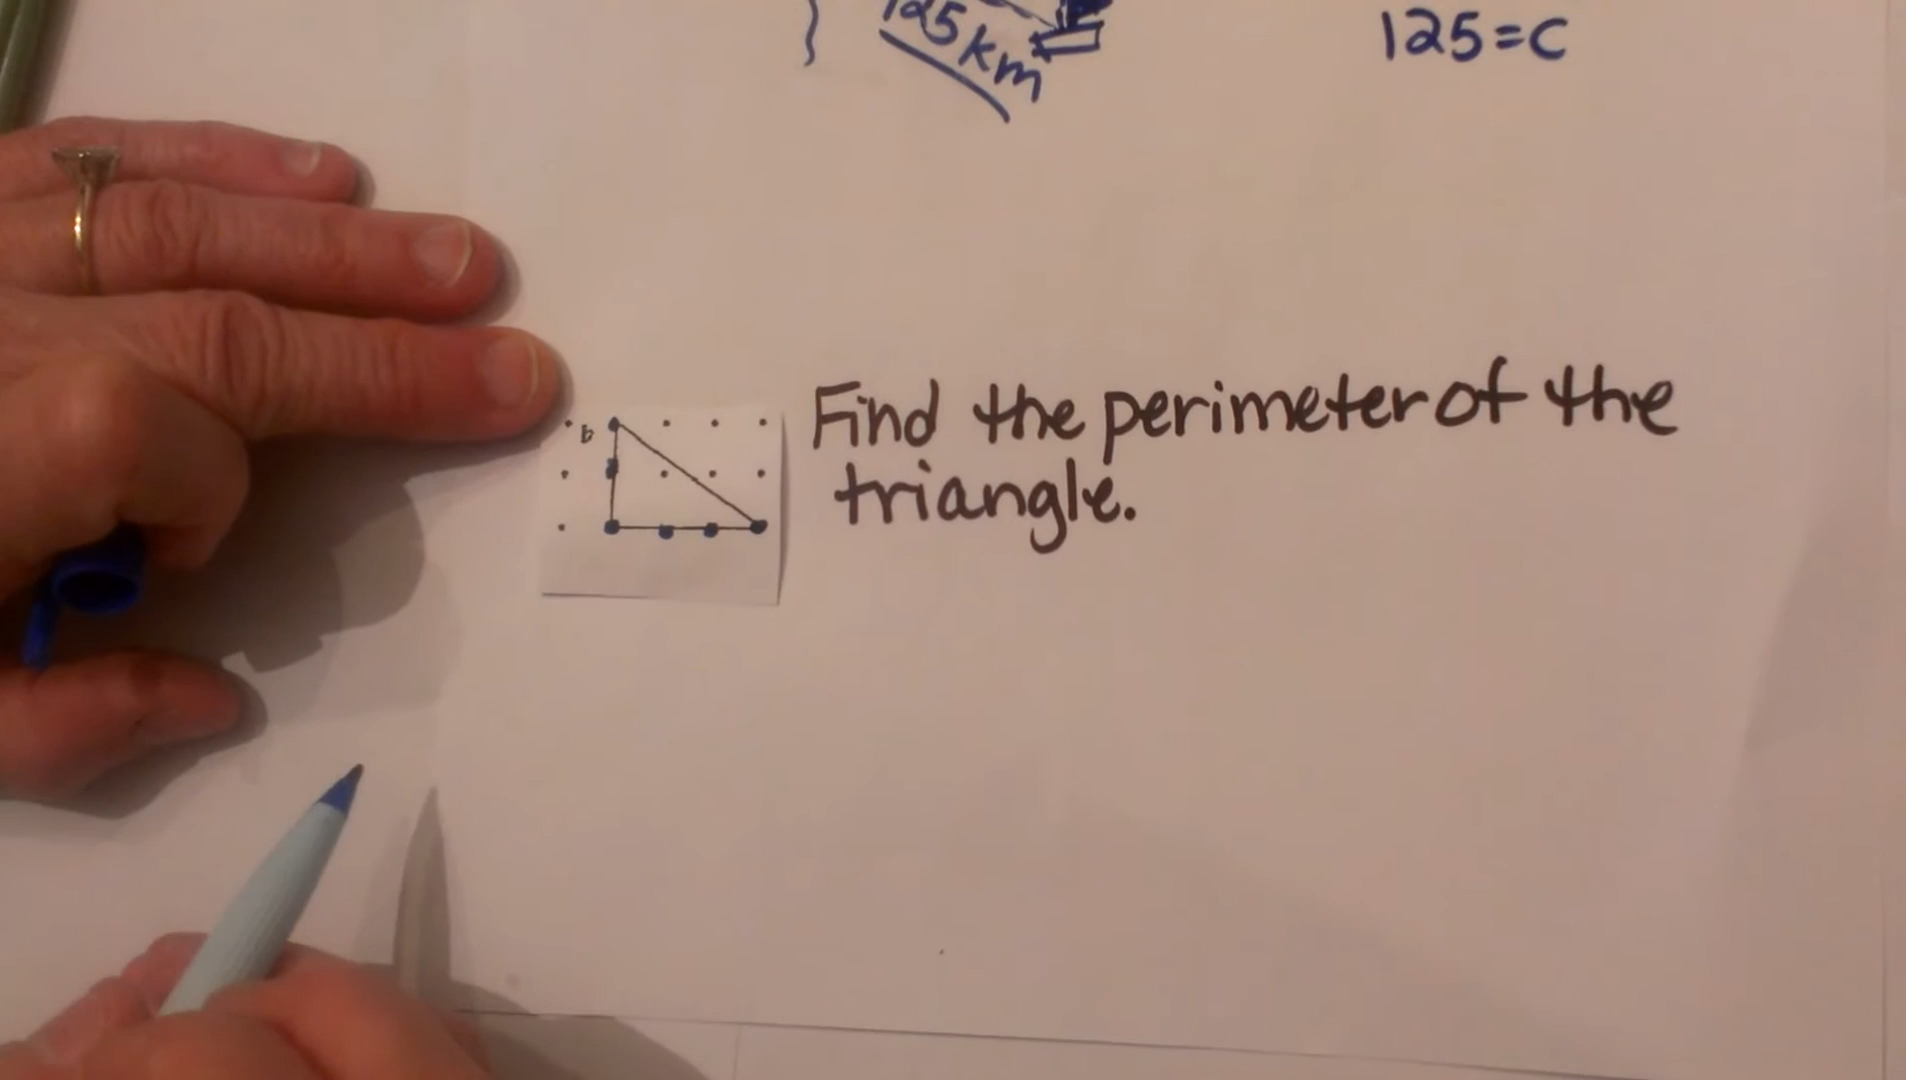 125 km
125=C
b
Find the perimeter of the
triangle.